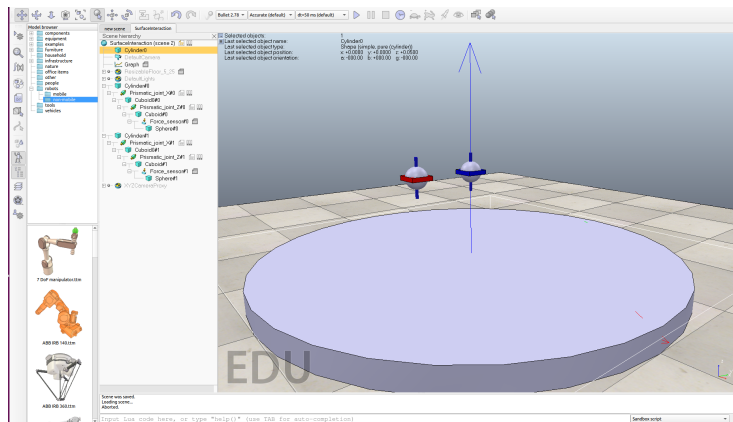 Bullet 2.78
Accurate (default)
dt=50 ms (default)
Model browser
components
equipment
examples
furniture
household
infrastructure
nature
office items
other
people
robots
mobile
non-mobile
tools
vehicles
7 DoF manipulator.ttm
ABB IRB 140.ttm
ABB IRB 360.ttm
new scene
SurfaceInteraction
Scene hierarchy
SurfaceInteraction (scene 2)
Cylinder0
DefaultCamera
Graph
ResizableFloor_5_25
DefaultLights
Cylinder#0
Prismatic_joint_X#0
Cuboid0#0
Prismatic_joint_Z#0
Cuboid#0
Force_sensor#0
Sphere#0
Cylinder#1
Prismatic_joint_X#1
Cuboid0#1
Prismatic_joint_Z#1
Cuboid#1
Force_sensor#1
Sphere#1
XYZCameraProxy
Selected objects: 1
Last selected object name: Cylinder0
Last selected object type: Shape (simple, pure (cylinder))
Last selected object position: x: +0.0000 y: +0.0000 z: +0.0500
Last selected object orientation: a: -000.00 b: +000.00 g: -000.00
EDU
Scene was saved.
Loading scene...
Aborted.
Input Lua code here, or type "help()" (use TAB for auto-completion)
Sandbox script